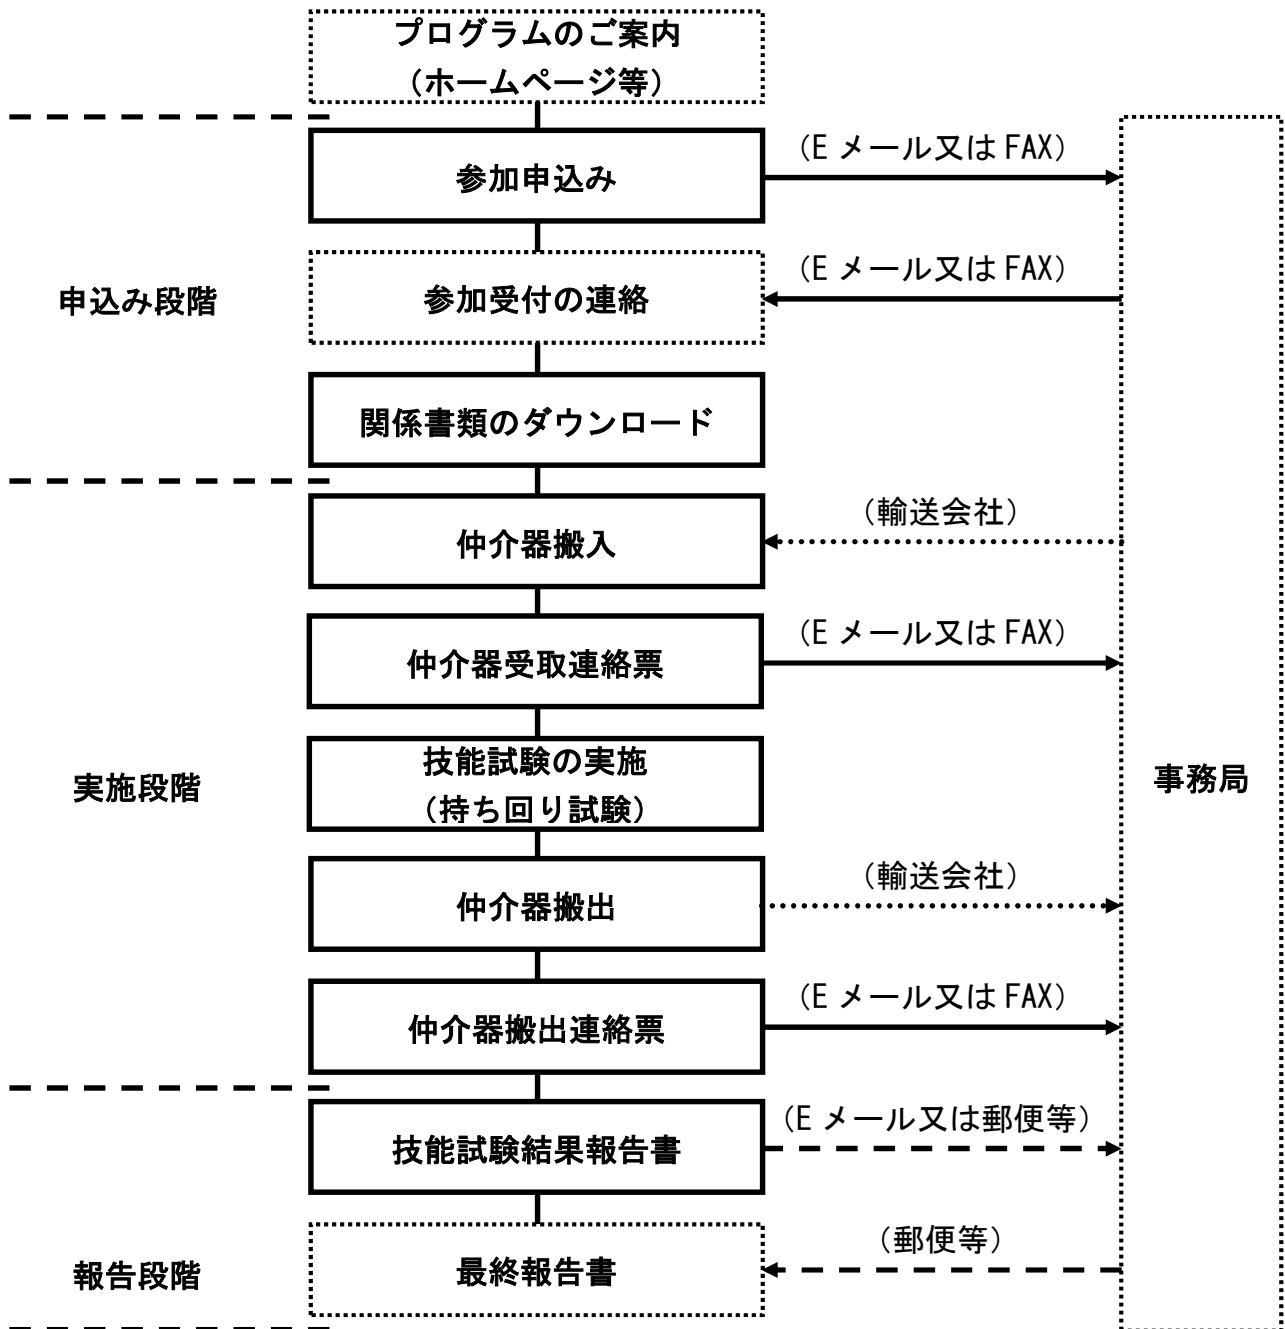 プログラムのご案内
（ホームページ等）
参加申込み
（E メール又は FAX）
申込み段階
参加受付の連絡
（E メール又は FAX）
関係書類のダウンロード
仲介器搬入
（輸送会社）
仲介器受取連絡票
（E メール又は FAX）
実施段階
技能試験の実施
（持ち回り試験）
事務局
仲介器搬出
（輸送会社）
仲介器搬出連絡票
（E メール又は FAX）
技能試験結果報告書
（E メール又は郵便等）
報告段階
最終報告書
（郵便等）